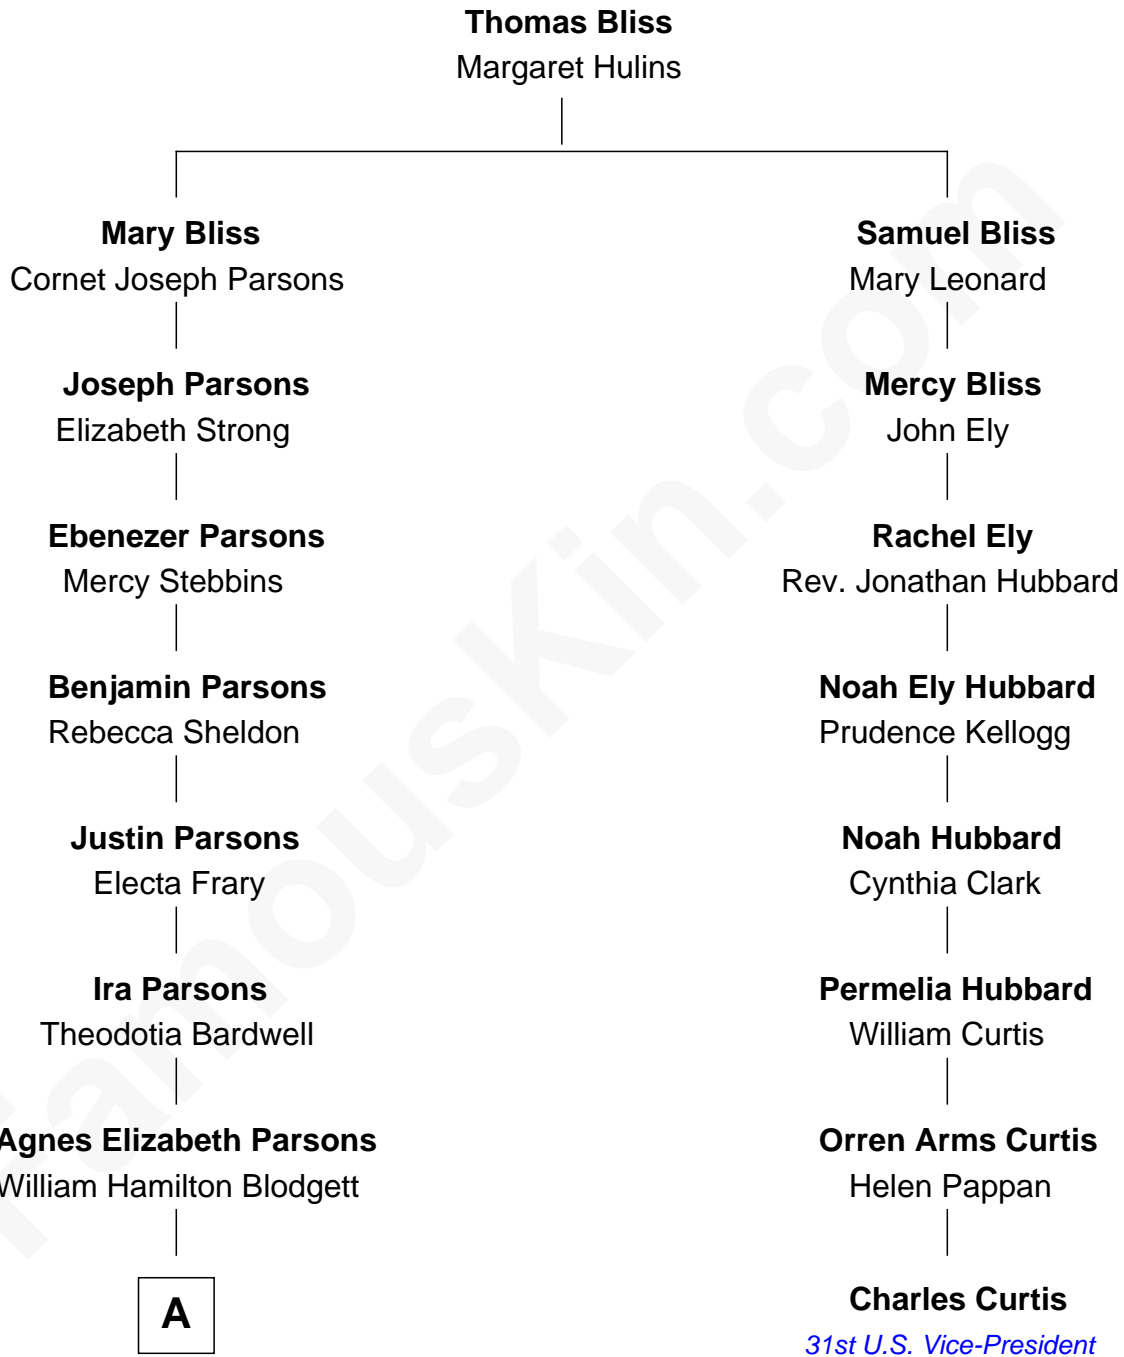 Thomas Bliss
Margaret Hulins
Mary Bliss
Cornet Joseph Parsons
Samuel Bliss
Mary Leonard
Joseph Parsons
Elizabeth Strong
Mercy Bliss
John Ely
Ebenezer Parsons
Mercy Stebbins
Rachel Ely
Rev. Jonathan Hubbard
Benjamin Parsons
Rebecca Sheldon
Noah Ely Hubbard
Prudence Kellogg
Justin Parsons
Electa Frary
Noah Hubbard
Cynthia Clark
Ira Parsons
Theodotia Bardwell
Permelia Hubbard
William Curtis
Agnes Elizabeth Parsons
William Hamilton Blodgett
Orren Arms Curtis
Helen Pappan
A
Charles Curtis
31st U.S. Vice-President
FamousKin.com